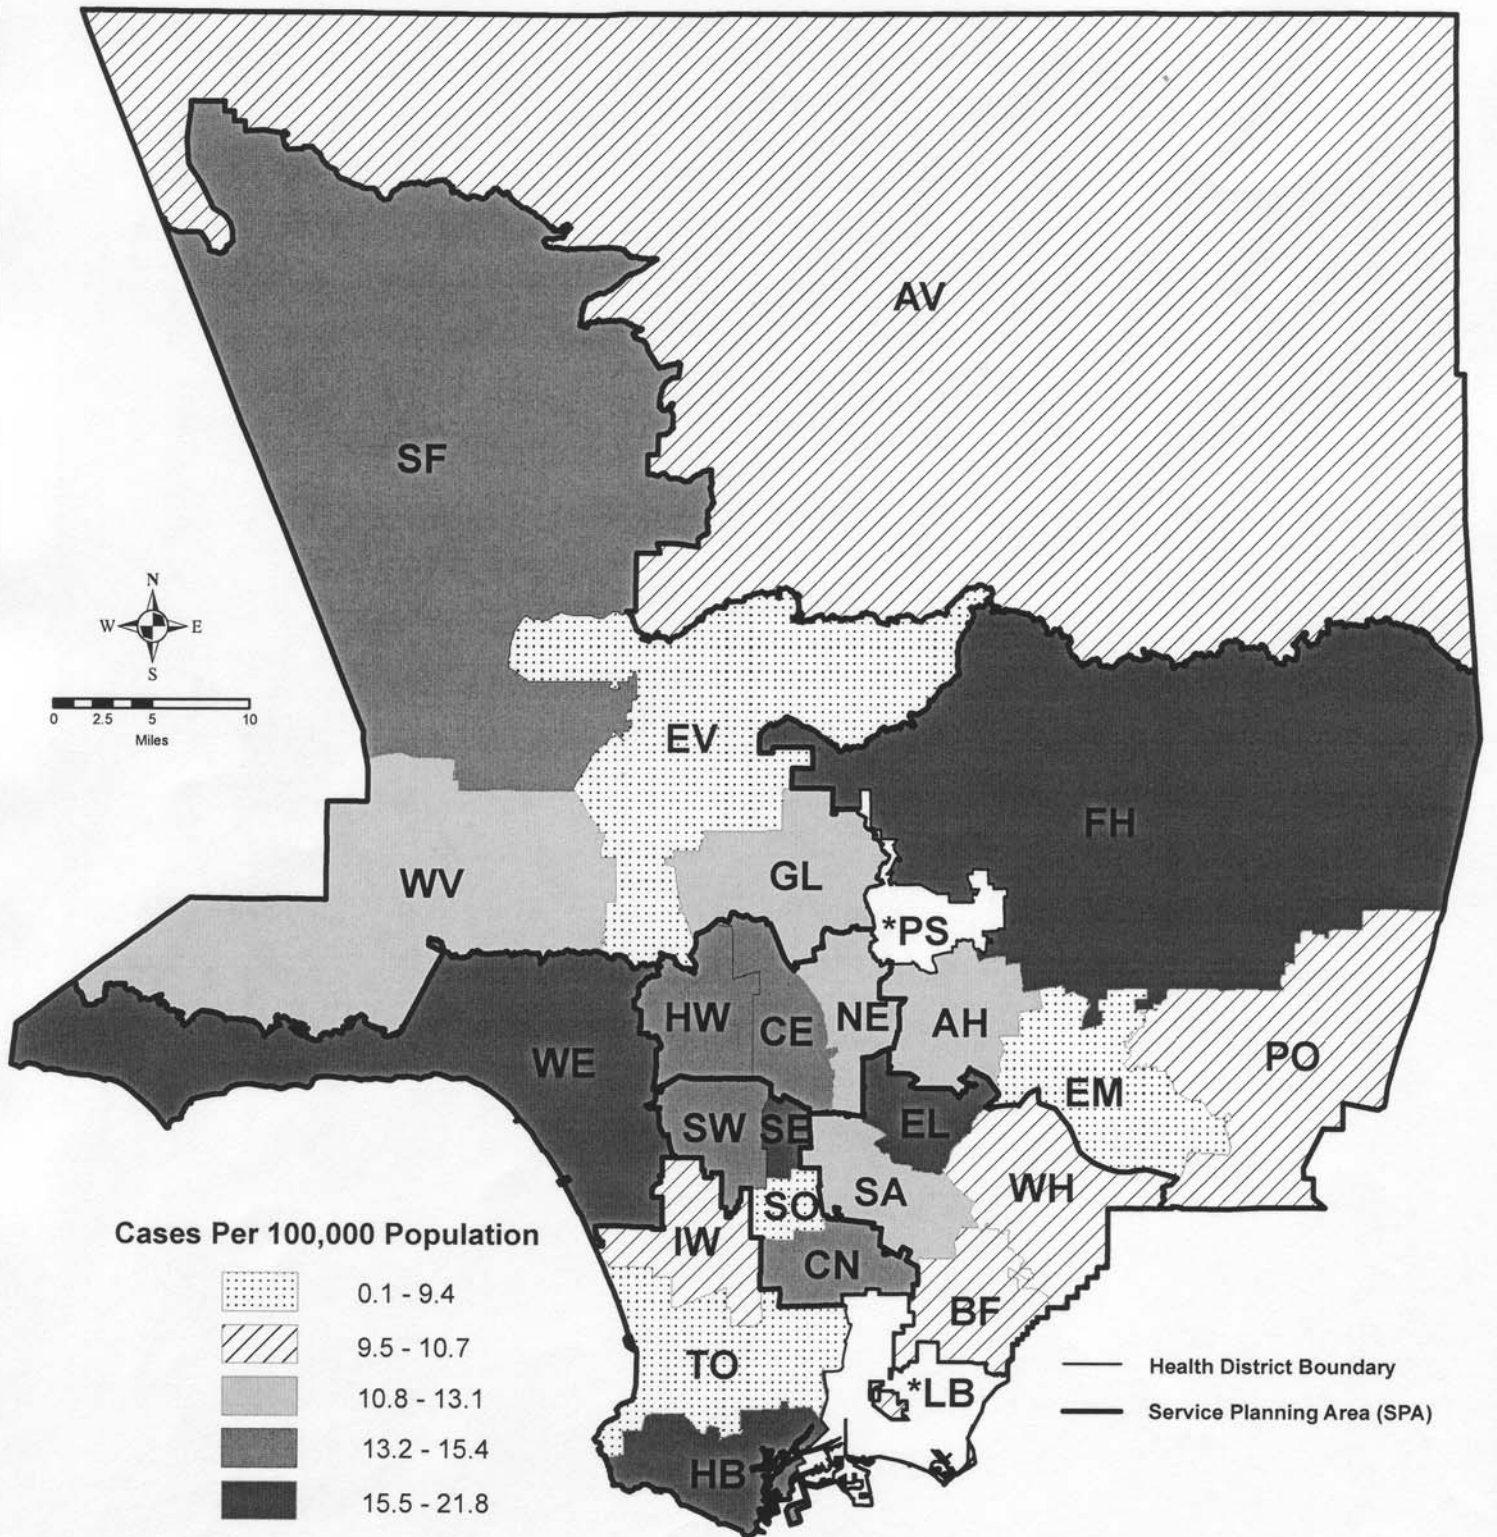 AV
SF
N
W E
S
0 2.5 5 10
Miles
EV
FH
WV
GL
*PS
HW
CE
NE
AH
WE
PO
EM
SW
SE
EL
SA
WH
SO
IW
CN
BF
TO
*LB
HB
Cases Per 100,000 Population
0.1 - 9.4
9.5 - 10.7
10.8 - 13.1
13.2 - 15.4
15.5 - 21.8
Health District Boundary
Service Planning Area (SPA)